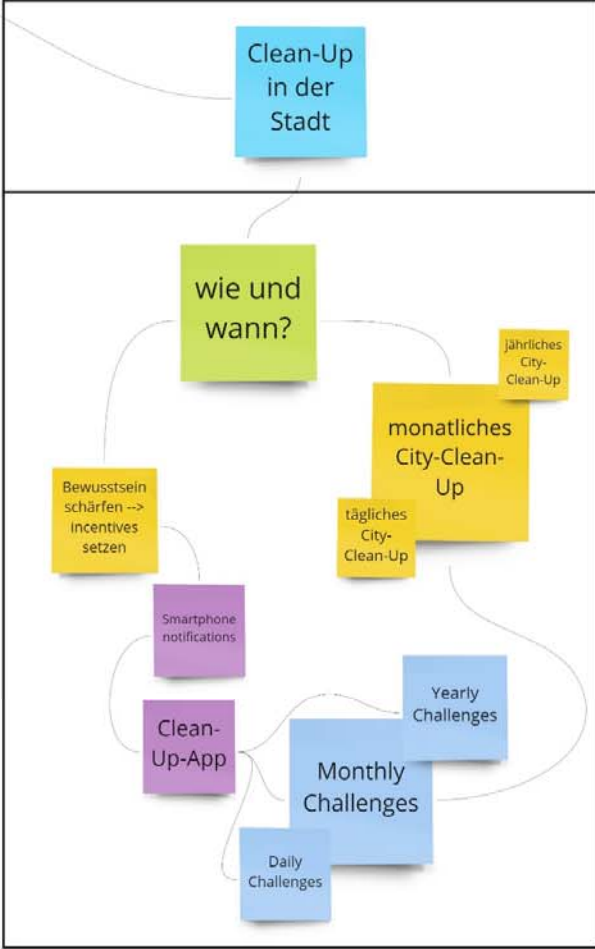 Clean-Up
in der
Stadt
wie und
wann?
jährliches
City-
Clean-Up
monatliches
City-Clean-
Up
tägliches
City-
Clean-Up
Bewusstsein
schärfen -->
incentives
setzen
Smartphone
notifications
Clean-
Up-App
Yearly
Challenges
Monthly
Challenges
Daily
Challenges